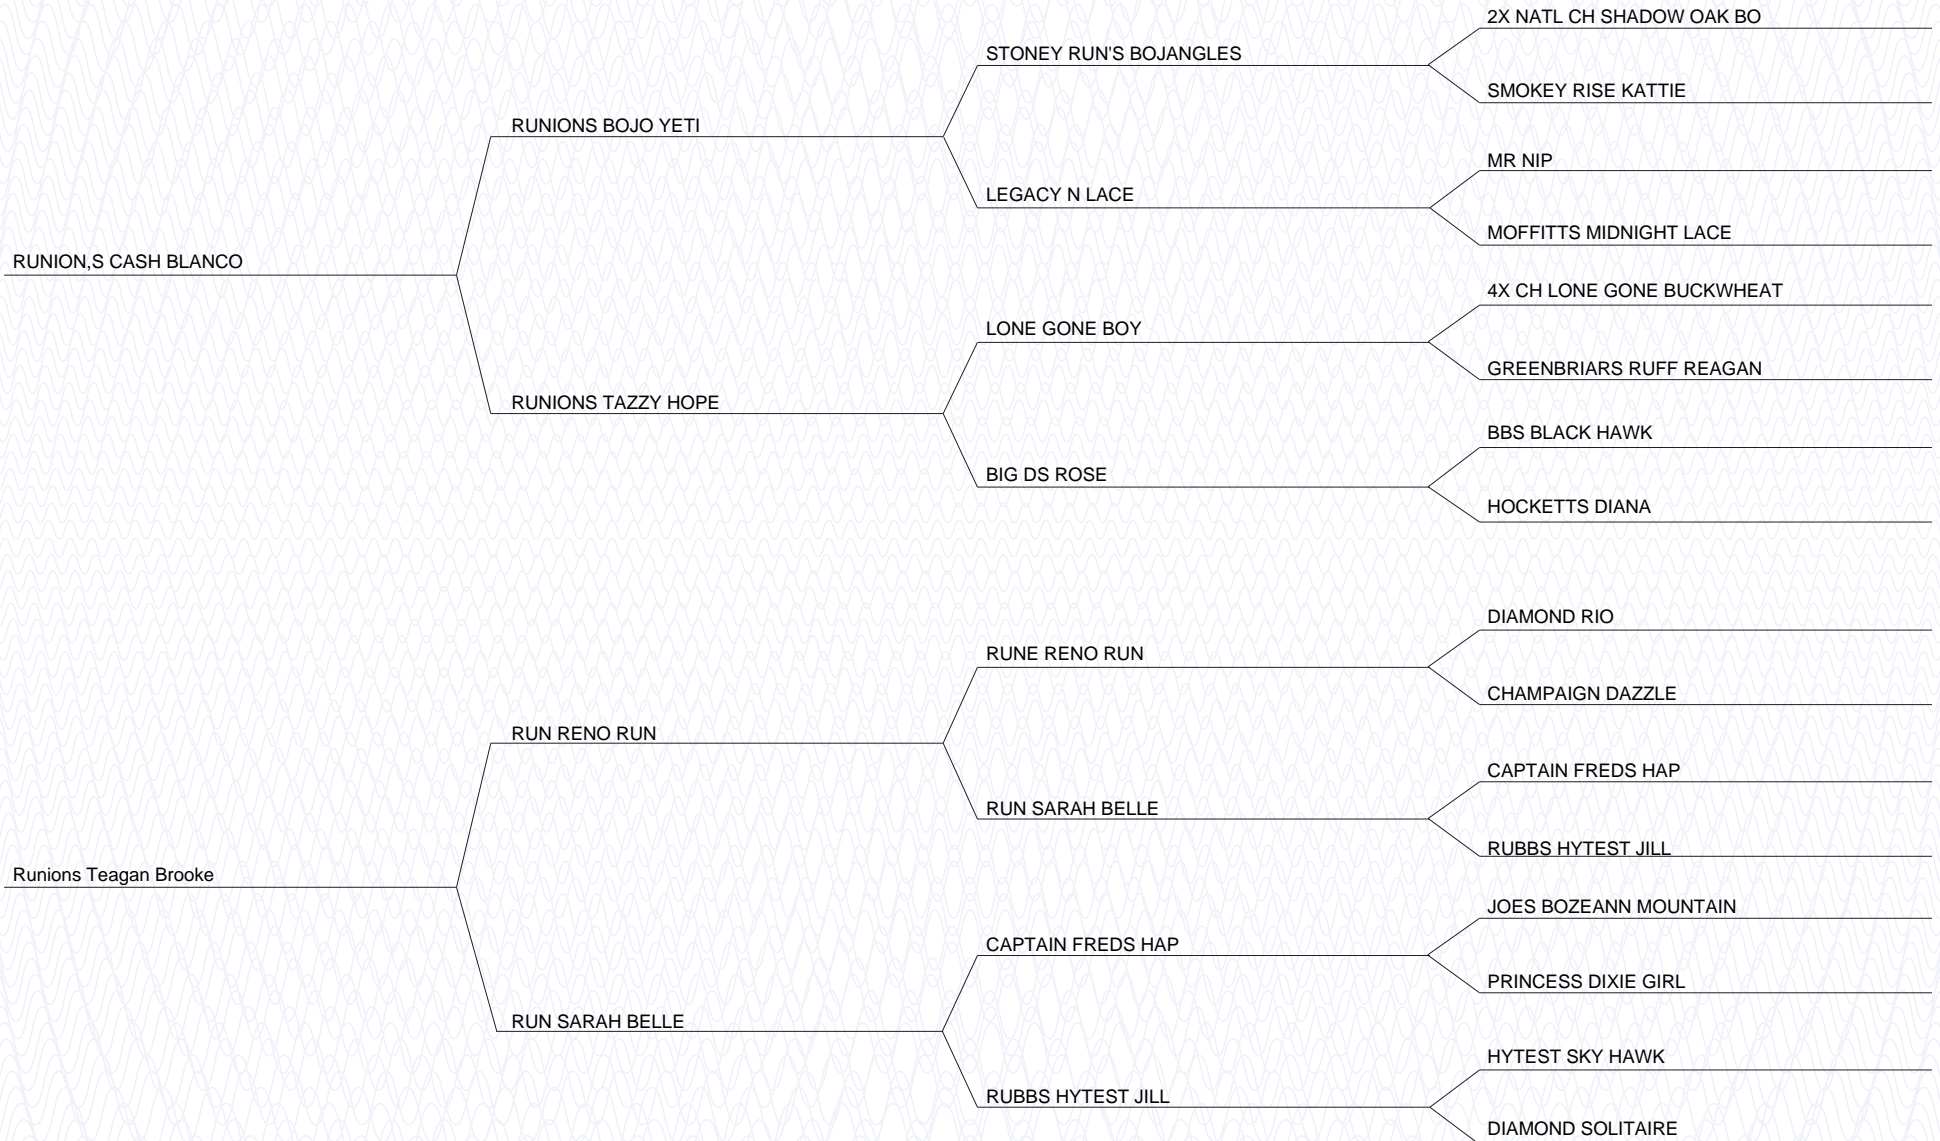 2X NATL CH SHADOW OAK BO
STONEY RUN'S BOJANGLES
SMOKEY RISE KATTIE
RUNIONS BOJO YETI
MR NIP
LEGACY N LACE
MOFFITTS MIDNIGHT LACE
RUNION,S CASH BLANCO
4X CH LONE GONE BUCKWHEAT
LONE GONE BOY
GREENBRIARS RUFF REAGAN
RUNIONS TAZZY HOPE
BBS BLACK HAWK
BIG DS ROSE
HOCKETTS DIANA
DIAMOND RIO
RUNE RENO RUN
CHAMPAIGN DAZZLE
RUN RENO RUN
CAPTAIN FREDS HAP
RUN SARAH BELLE
RUBBS HYTEST JILL
Runions Teagan Brooke
JOES BOZEANN MOUNTAIN
CAPTAIN FREDS HAP
PRINCESS DIXIE GIRL
RUN SARAH BELLE
HYTEST SKY HAWK
RUBBS HYTEST JILL
DIAMOND SOLITAIRE